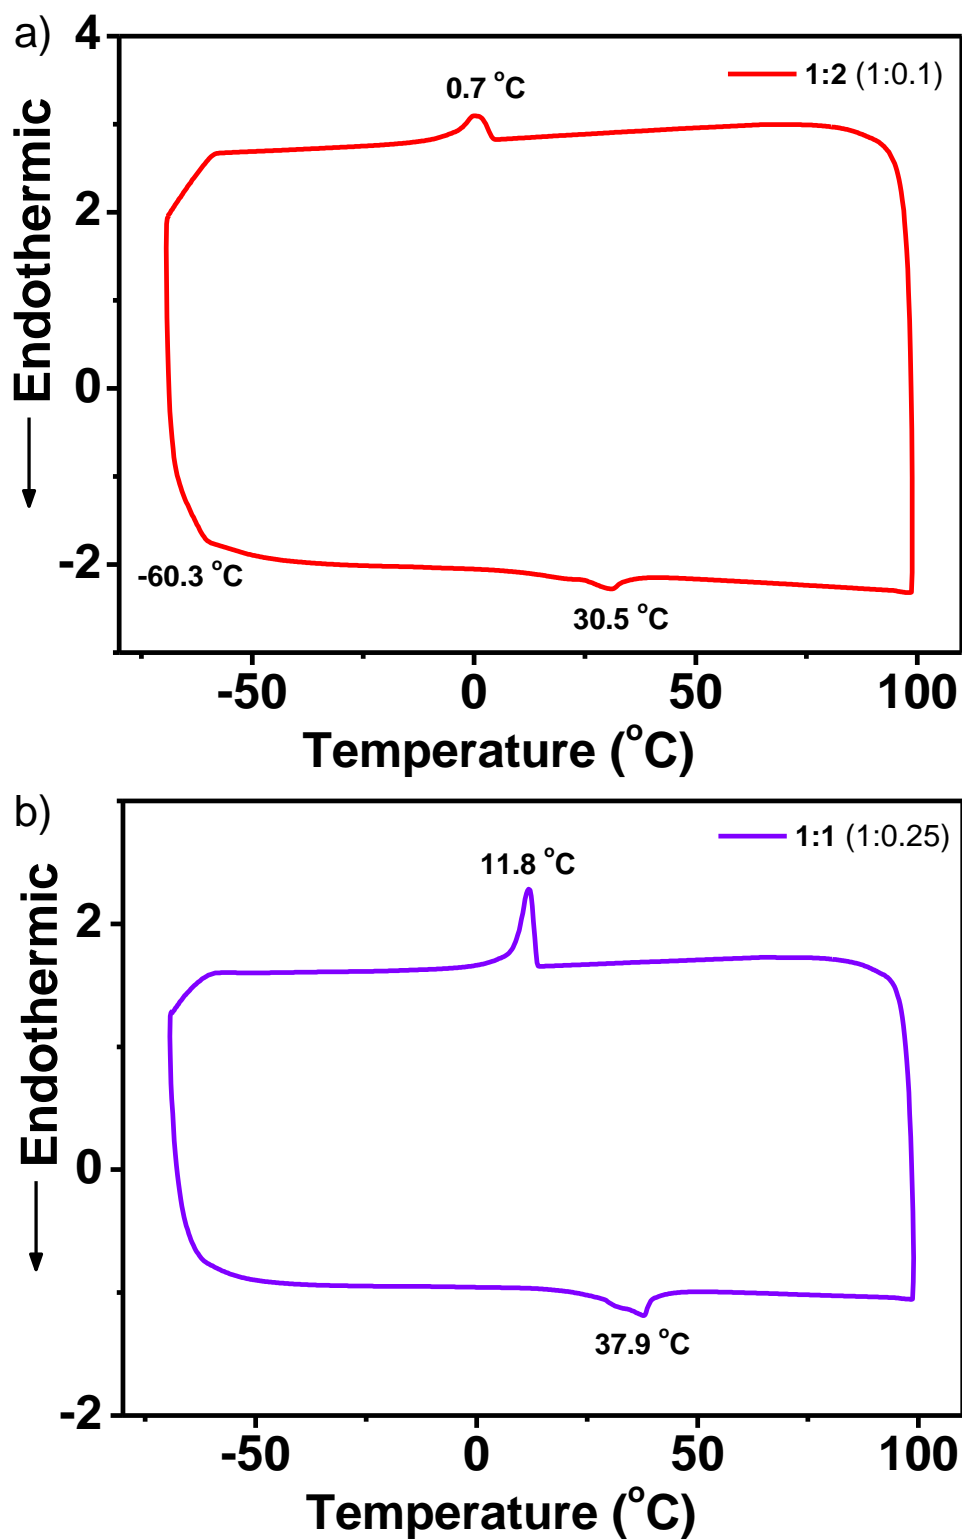 a)
4
2
0
-2
Endothermic
1:2 (1:0.1)
0.7 °C
-60.3 °C
30.5 °C
-50 0 50 100
Temperature (°C)
b)
2
0
-2
Endothermic
1:1 (1:0.25)
11.8 °C
37.9 °C
-50 0 50 100
Temperature (°C)